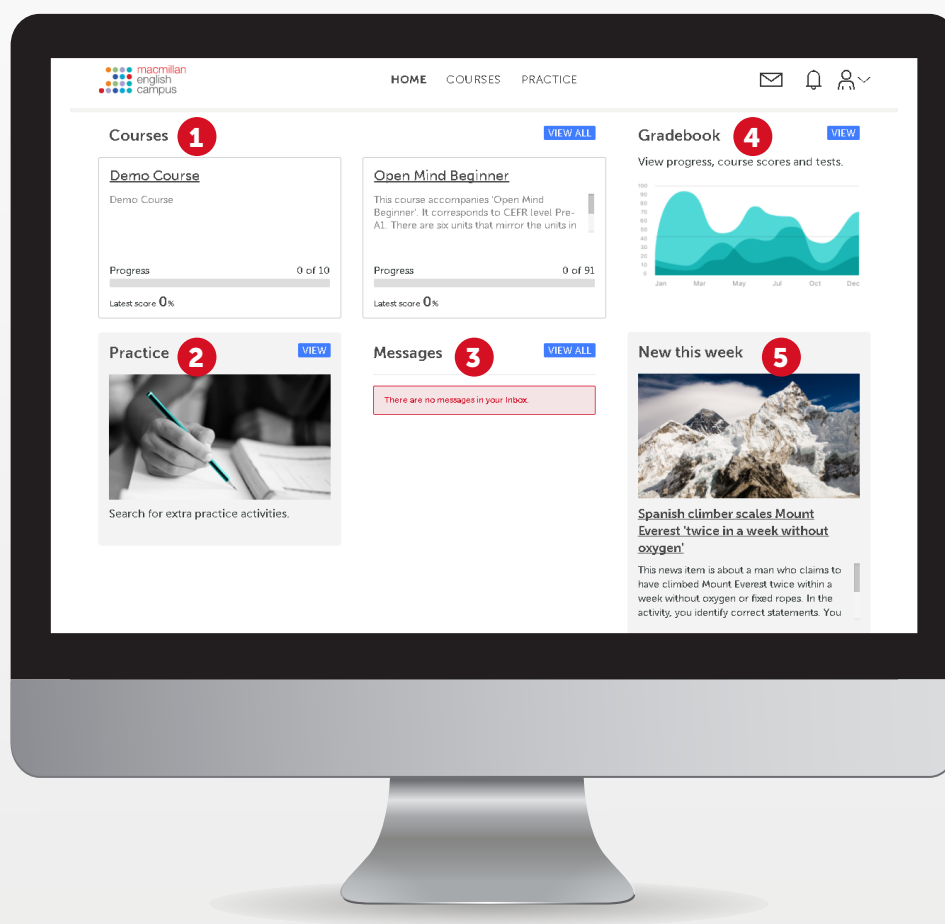 macmillan
english
campus
HOME COURSES PRACTICE
Courses 1 VIEW ALL
Demo Course
Demo Course
Progress 0 of 10
Latest score 0%
Open Mind Beginner
This course accompanies 'Open Mind
Beginner'. It corresponds to CEFR level Pre-
A1. There are six units that mirror the units in
Progress 0 of 91
Latest score 0%
Gradebook 4 VIEW
View progress, course scores and tests.
100
90
80
70
60
50
40
30
20
10
0
Jan Mar May Jul Oct Dec
Practice 2 VIEW
Search for extra practice activities.
Messages 3 VIEW ALL
There are no messages in your Inbox.
New this week 5
Spanish climber scales Mount
Everest 'twice in a week without
oxygen'
This news item is about a man who claims to
have climbed Mount Everest twice within a
week without oxygen or fixed ropes. In the
activity, you identify correct statements. You